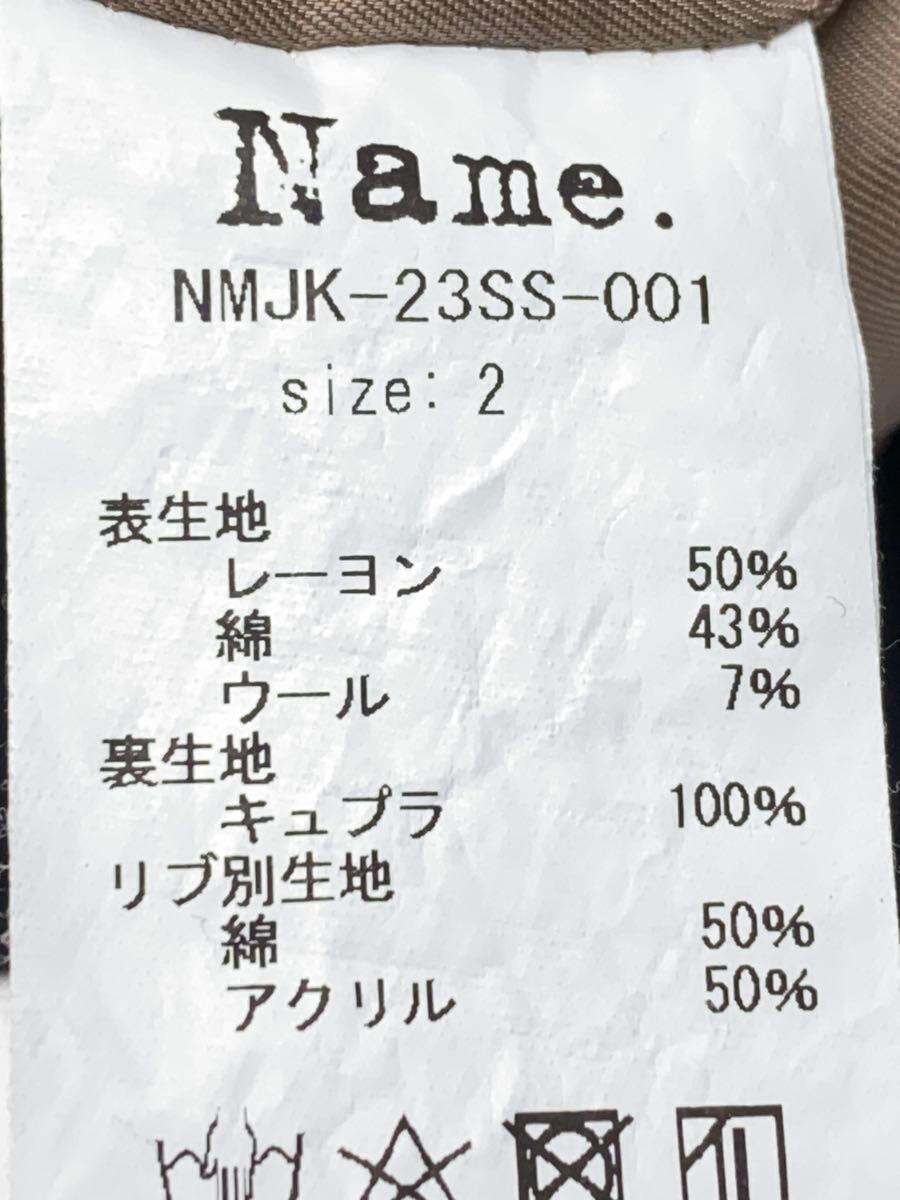 Name.
NMJK-23SS-001
size: 2
表生地
レーヨン 50%
綿 43%
ウール 7%
裏生地
キュプラ 100%
リブ別生地
綿 50%
アクリル 50%